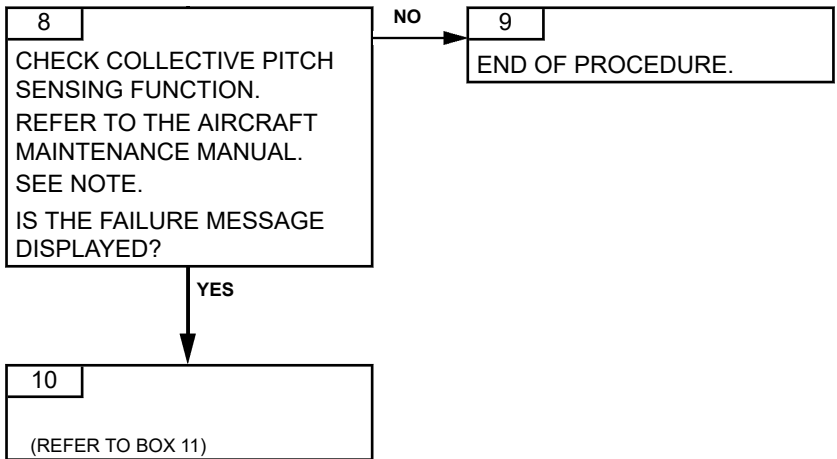 8
CHECK COLLECTIVE PITCH
SENSING FUNCTION.
REFER TO THE AIRCRAFT
MAINTENANCE MANUAL.
SEE NOTE.
IS THE FAILURE MESSAGE
DISPLAYED?
NO
9
END OF PROCEDURE.
YES
10
(REFER TO BOX 11)